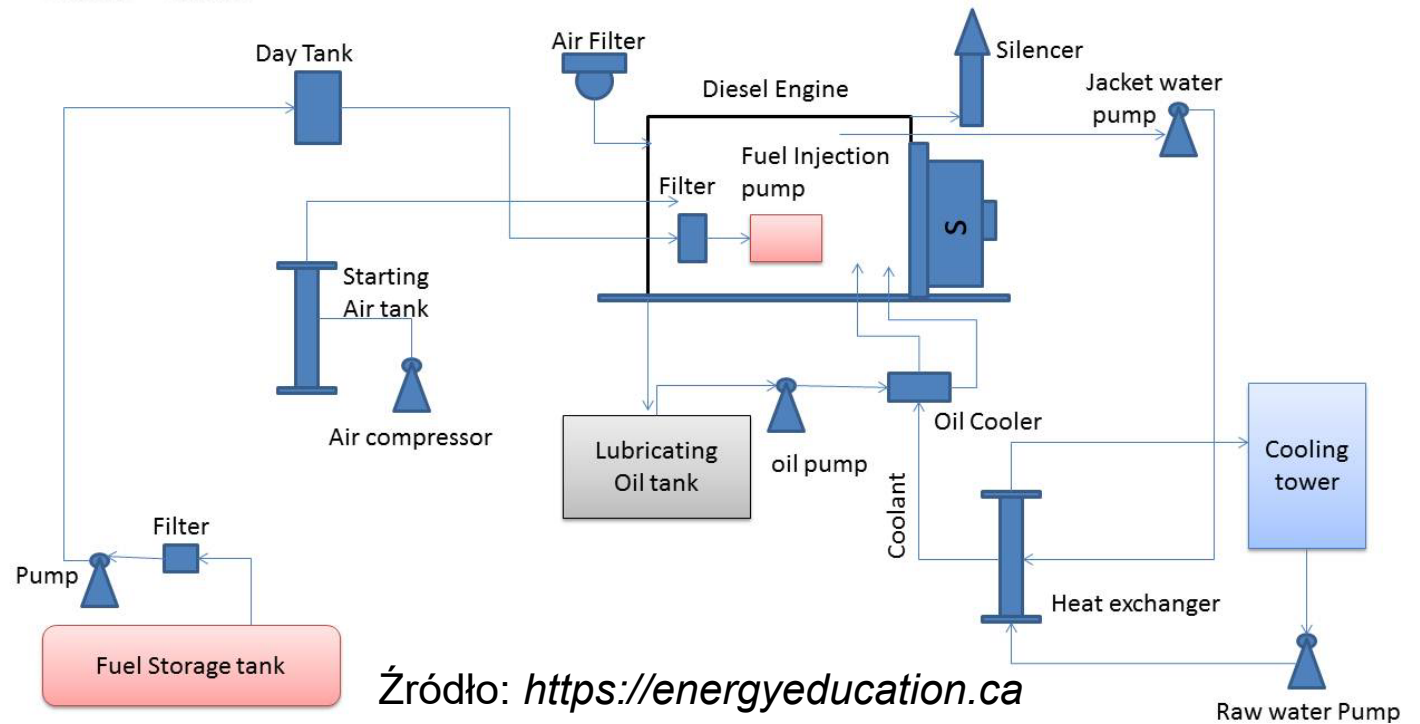 Day Tank
Air Filter
Silencer
Diesel Engine
Jacket water
pump
Fuel Injection
pump
Filter
S
Starting
Air tank
Air compressor
Lubricating
Oil tank
oil pump
Oil Cooler
Coolant
Cooling
tower
Filter
Pump
Heat exchanger
Fuel Storage tank
Źródło: https://energyeducation.ca
Raw water Pump